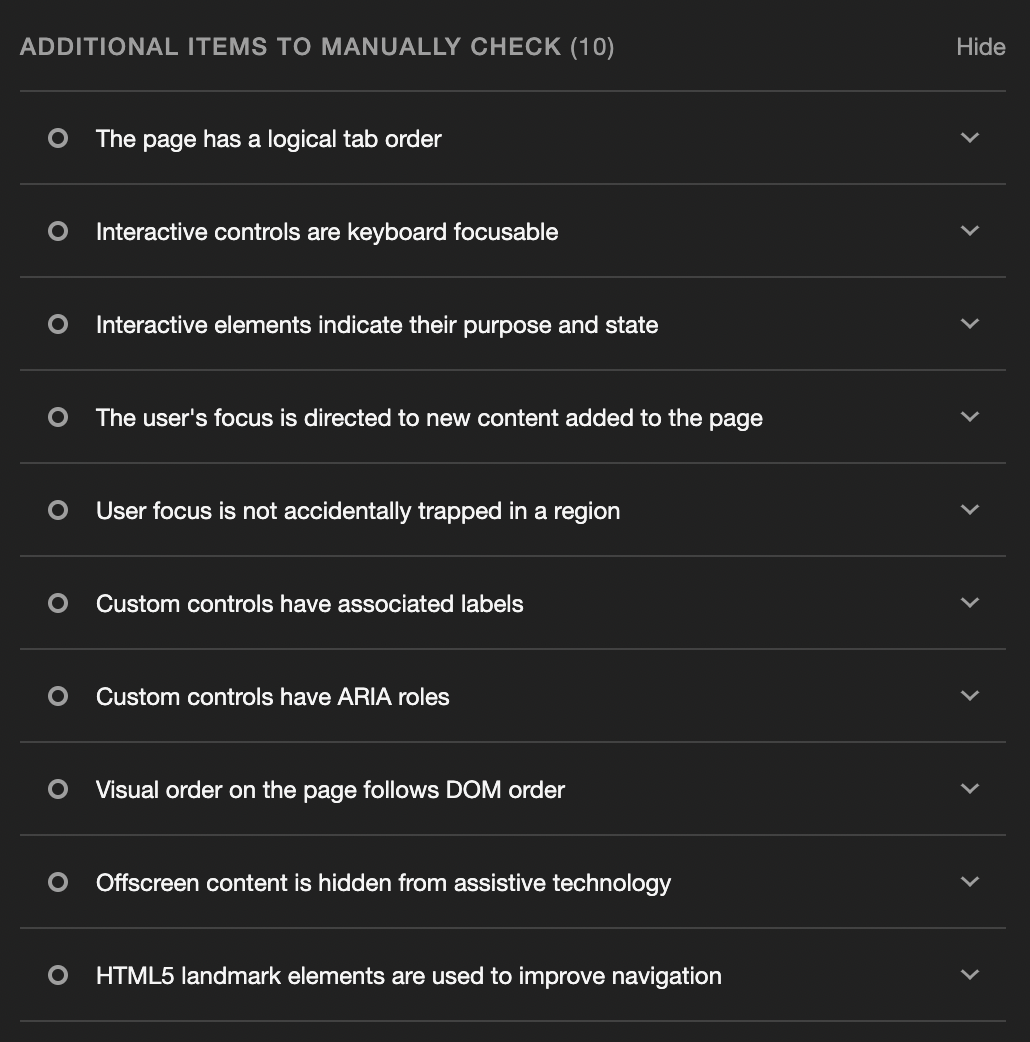 ADDITIONAL ITEMS TO MANUALLY CHECK (10) Hide
The page has a logical tab order
Interactive controls are keyboard focusable
Interactive elements indicate their purpose and state
The user's focus is directed to new content added to the page
User focus is not accidentally trapped in a region
Custom controls have associated labels
Custom controls have ARIA roles
Visual order on the page follows DOM order
Offscreen content is hidden from assistive technology
HTML5 landmark elements are used to improve navigation